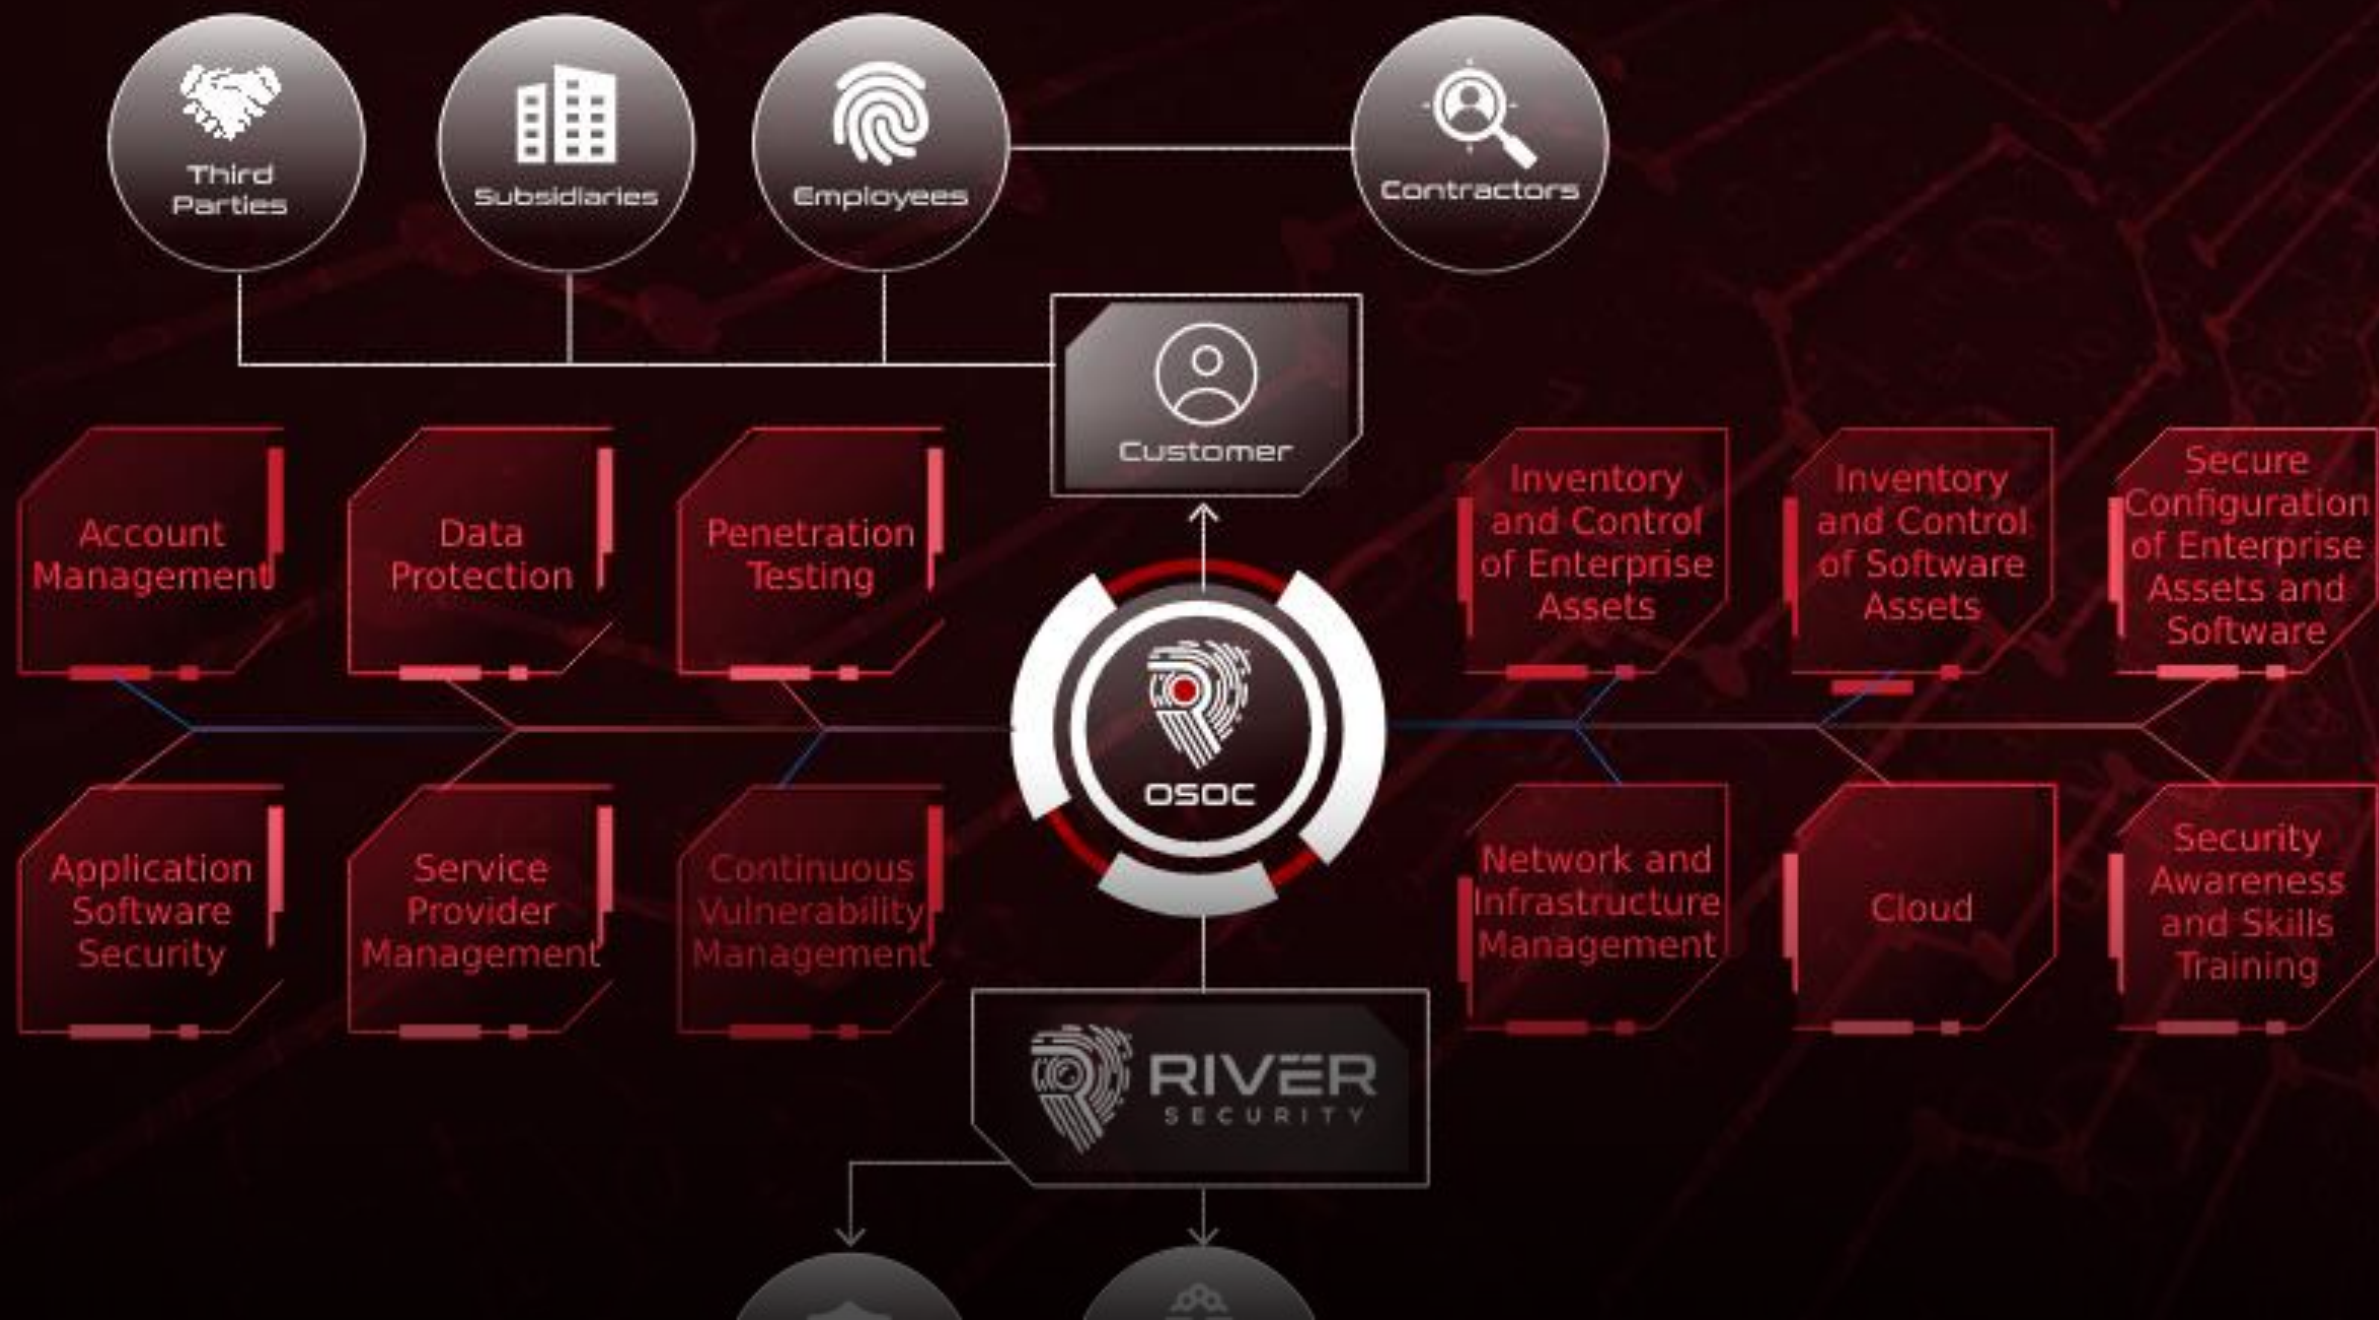 Third
Parties
Subsidiaries
Employees
Contractors
Customer
Account
Management
Data
Protection
Penetration
Testing
Inventory
and Control
of Enterprise
Assets
Inventory
and Control
of Software
Assets
Secure
Configuration
of Enterprise
Assets and
Software
OSOC
Application
Software
Security
Service
Provider
Management
Continuous
Vulnerability
Management
Network and
Infrastructure
Management
Cloud
Security
Awareness
and Skills
Training
RIVER
SECURITY